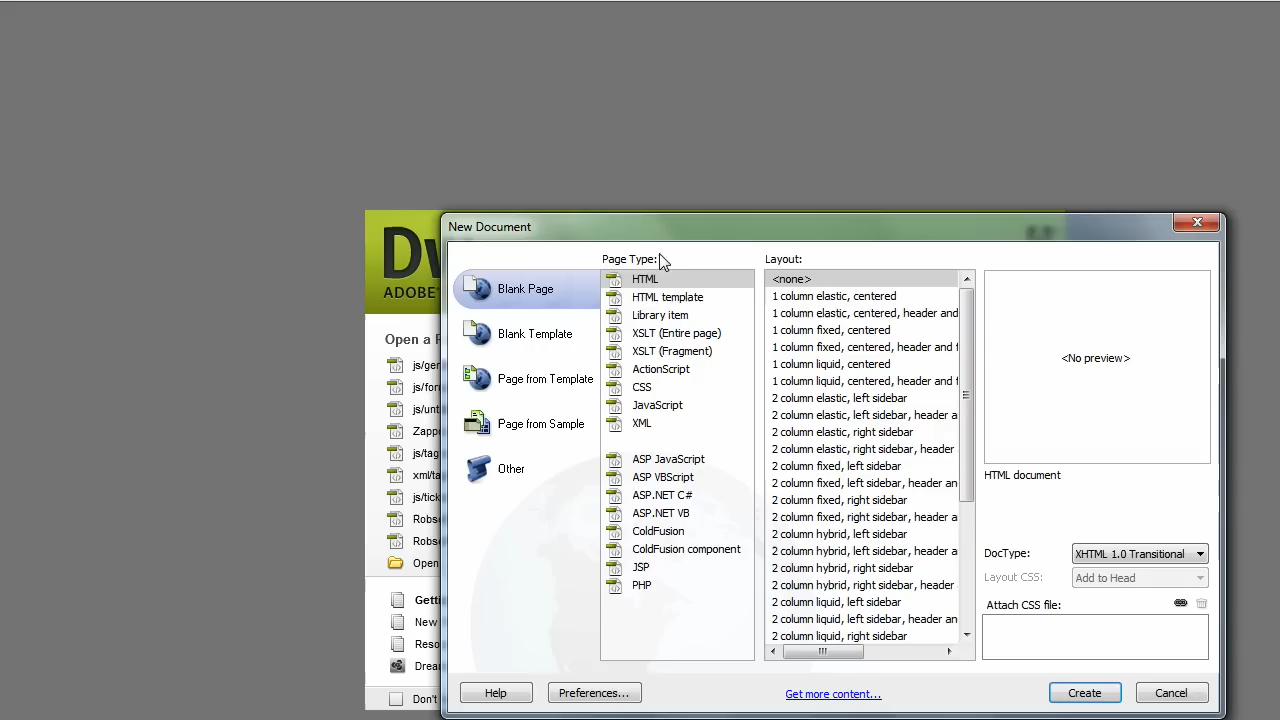 Dw
ADOBE
New Document
Page Type:
Layout:
Blank Page
Blank Template
Page from Template
Page from Sample
Other
HTML
HTML template
Library item
XSLT (Entire page)
XSLT (Fragment)
ActionScript
CSS
JavaScript
XML
ASP JavaScript
ASP VBScript
ASP.NET C#
ASP.NET VB
ColdFusion
ColdFusion component
JSP
PHP
<none>
1 column elastic, centered
1 column elastic, centered, header and
1 column fixed, centered
1 column fixed, centered, header and f
1 column liquid, centered
1 column liquid, centered, header and f
2 column elastic, left sidebar
2 column elastic, left sidebar, header a
2 column elastic, right sidebar
2 column elastic, right sidebar, header
2 column fixed, left sidebar
2 column fixed, left sidebar, header an
2 column fixed, right sidebar
2 column fixed, right sidebar, header a
2 column hybrid, left sidebar
2 column hybrid, left sidebar, header a
2 column hybrid, right sidebar
2 column hybrid, right sidebar, header
2 column liquid, left sidebar
2 column liquid, left sidebar, header an
2 column liquid, right sidebar
<No preview>
HTML document
DocType:
XHTML 1.0 Transitional
Layout CSS:
Add to Head
Attach CSS file:
Help
Preferences...
Get more content...
Create
Cancel
Open a R
js/ger
js/for
js/unt
Zapp
js/tag
xml/ta
js/tick
Robs
Robs
Open
Getti
New
Reso
Drea
Don't